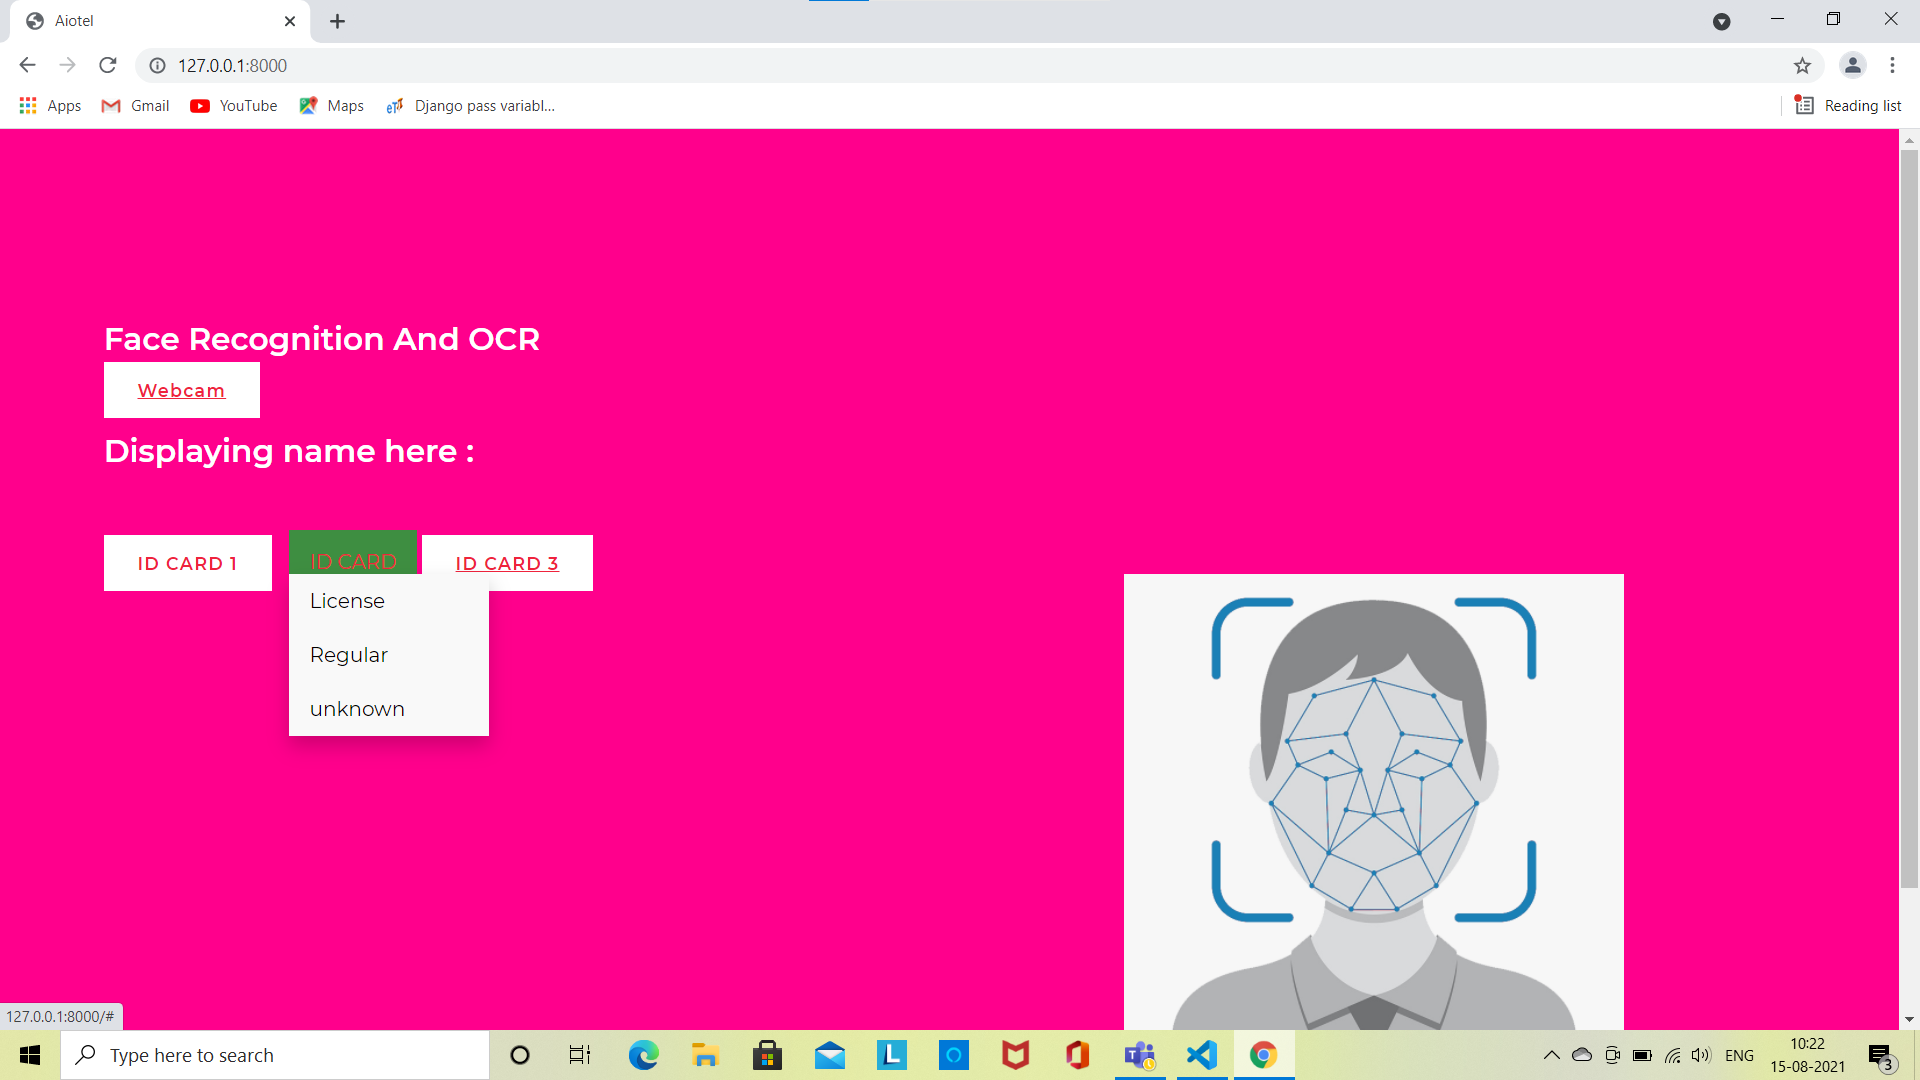 Aiotel
127.0.0.1:8000
Apps Gmail YouTube Maps Django pass variabl... Reading list
Face Recognition And OCR
Webcam
Displaying name here :
ID CARD 1 ID CARD ID CARD 3
License
Regular
unknown
127.0.0.1:8000/#
Type here to search ENG 10:22
15-08-2021 3